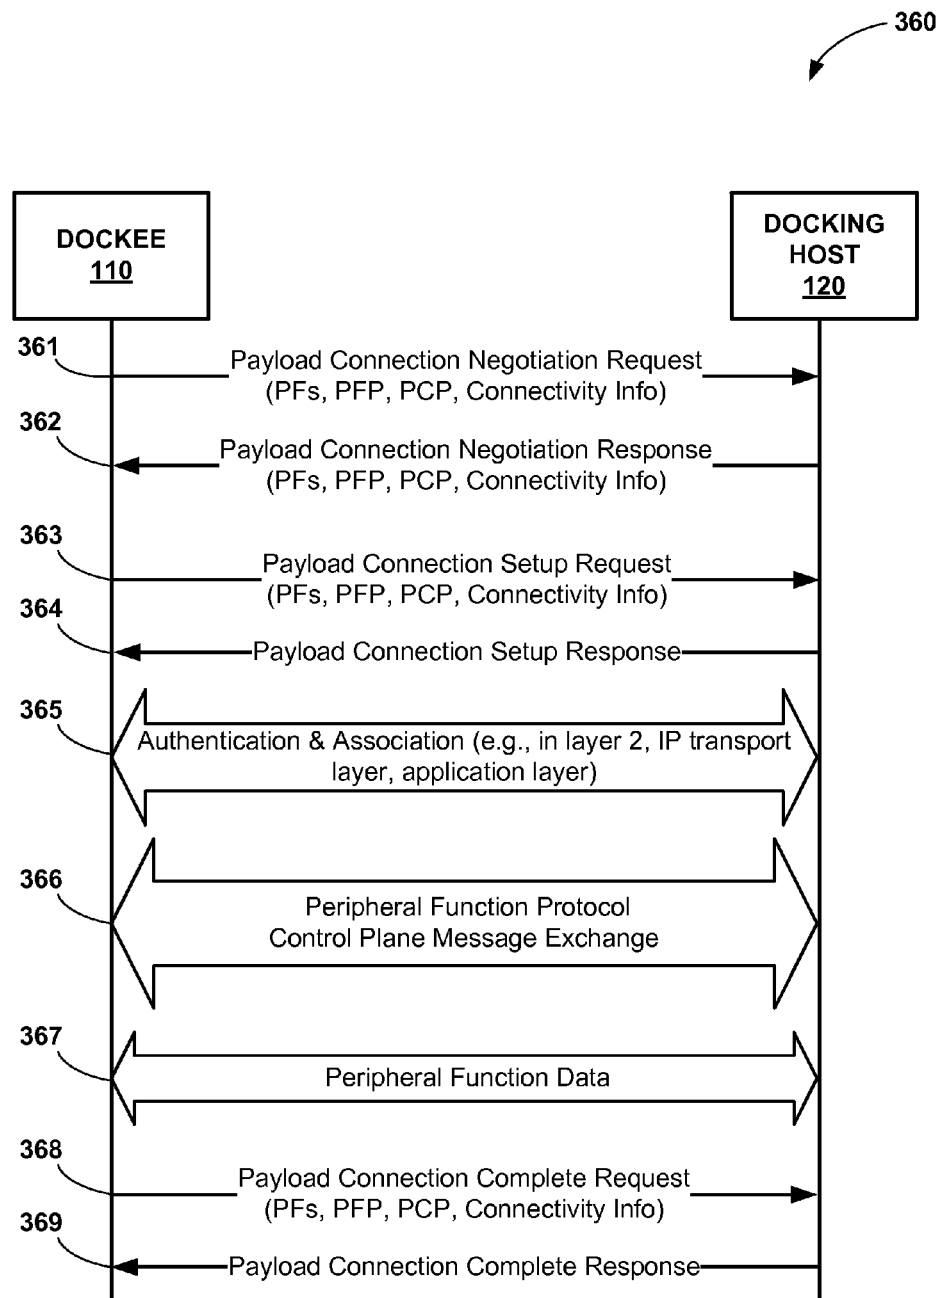 360
DOCKEE
110
DOCKING
HOST
120
361
Payload Connection Negotiation Request
(PFs, PFP, PCP, Connectivity Info)
362
Payload Connection Negotiation Response
(PFs, PFP, PCP, Connectivity Info)
363
Payload Connection Setup Request
(PFs, PFP, PCP, Connectivity Info)
364
Payload Connection Setup Response
365
Authentication & Association (e.g., in layer 2, IP transport
layer, application layer)
366
Peripheral Function Protocol
Control Plane Message Exchange
367
Peripheral Function Data
368
Payload Connection Complete Request
(PFs, PFP, PCP, Connectivity Info)
369
Payload Connection Complete Response